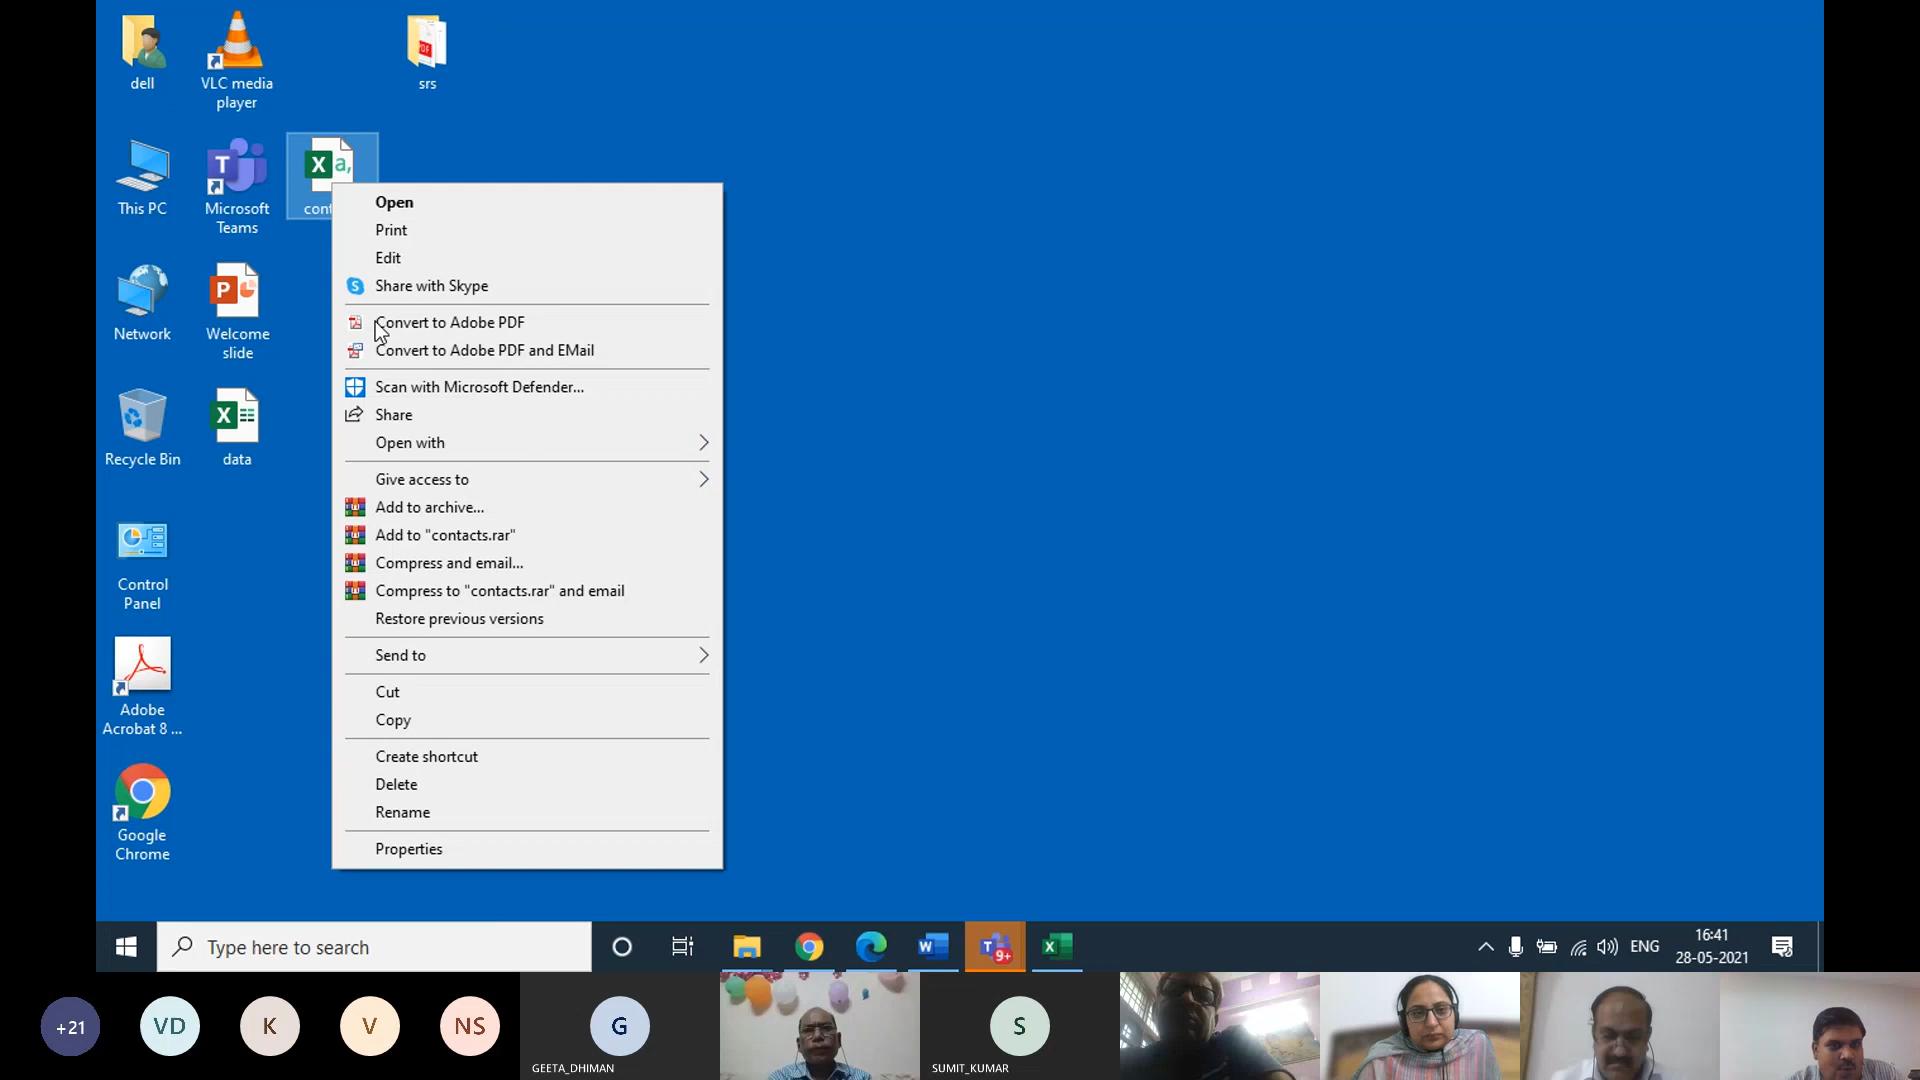 dell
VLC media
player
srs
This PC
Microsoft
Teams
Network
Welcome
slide
Recycle Bin
data
Control
Panel
Adobe
Acrobat 8 ...
Google
Chrome
Open
Print
Edit
Share with Skype
Convert to Adobe PDF
Convert to Adobe PDF and EMail
Scan with Microsoft Defender...
Share
Open with
Give access to
Add to archive...
Add to "contacts.rar"
Compress and email...
Compress to "contacts.rar" and email
Restore previous versions
Send to
Cut
Copy
Create shortcut
Delete
Rename
Properties
Type here to search
9+
ENG
16:41
28-05-2021
+21
VD
K
V
NS
G
GEETA_DHIMAN
S
SUMIT_KUMAR